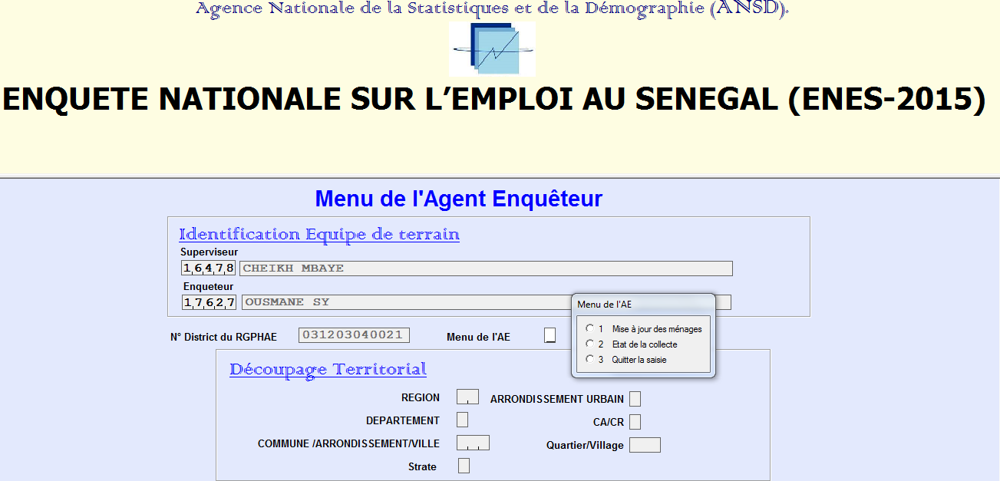 Agence Nationale de la Statistiques et de la Démographie (ANSD).
ENQUETE NATIONALE SUR L’EMPLOI AU SENEGAL (ENES-2015)
Menu de l'Agent Enquêteur
Identification Equipe de terrain
Superviseur
1,6,4,7,8 CHEIKH MBAYE
Enqueteur
1,7,6,2,7 OUSMANE SY
Menu de l'AE
1 Mise à jour des ménages
2 Etat de la collecte
3 Quitter la saisie
N° District du RGPHAE 031203040021 Menu de l'AE
Découpage Territorial
REGION ARRONDISSEMENT URBAIN
DEPARTEMENT CA/CR
COMMUNE /ARRONDISSEMENT/VILLE Quartier/Village
Strate